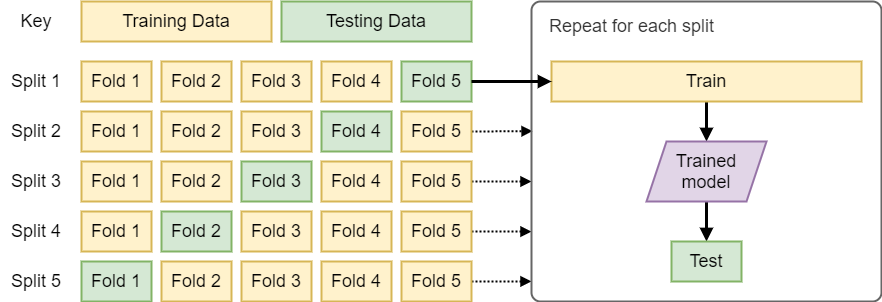 Key Training Data Testing Data
Repeat for each split
Split 1 Fold 1 Fold 2 Fold 3 Fold 4 Fold 5 Train
Split 2 Fold 1 Fold 2 Fold 3 Fold 4 Fold 5
Trained
model
Split 3 Fold 1 Fold 2 Fold 3 Fold 4 Fold 5
Split 4 Fold 1 Fold 2 Fold 3 Fold 4 Fold 5
Test
Split 5 Fold 1 Fold 2 Fold 3 Fold 4 Fold 5